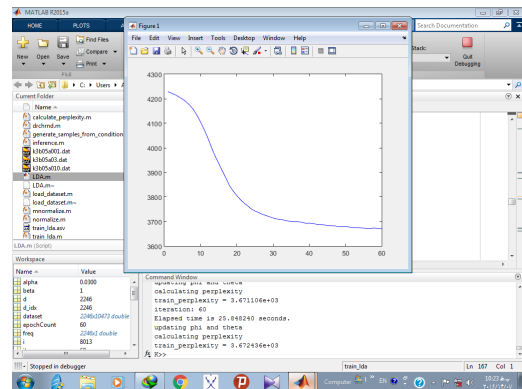 MATLAB R2015a
HOME
PLOTS
Search Documentation
New
Open
Save
Find Files
Compare
Print
FILE
Stack:
Quit
Debugging
Figure 1
File Edit View Insert Tools Desktop Window Help
4300
4200
4100
4000
3900
3800
3700
3600
0 10 20 30 40 50 60
C: Users
Current Folder
Name
calculate_perplexity.m
drchrnd.m
generate_samples_from_condition
inference.m
k3b05a001.dat
k3b05a03.dat
k3b05a010.dat
LDA.m
LDA.m~
load_dataset.m
load_dataset.m~
mnormalize.m
normalize.m
train_lda.asv
train_lda.m
LDA.m (Script)
Workspace
Name Value
alpha 0.0300
beta 1
d 2246
d_idx 2246
dataset 2246x10473 double
epochCount 60
freq 2246x1 double
i 8013
Command Window
updating phi and theta
calculating perplexity
train_perplexity = 3.671106e+03
iteration: 60
Elapsed time is 25.848240 seconds.
updating phi and theta
calculating perplexity
train_perplexity = 3.672436e+03
fx K>>
Stopped in debugger
train_lda
Ln 167 Col 1
Computer
EN